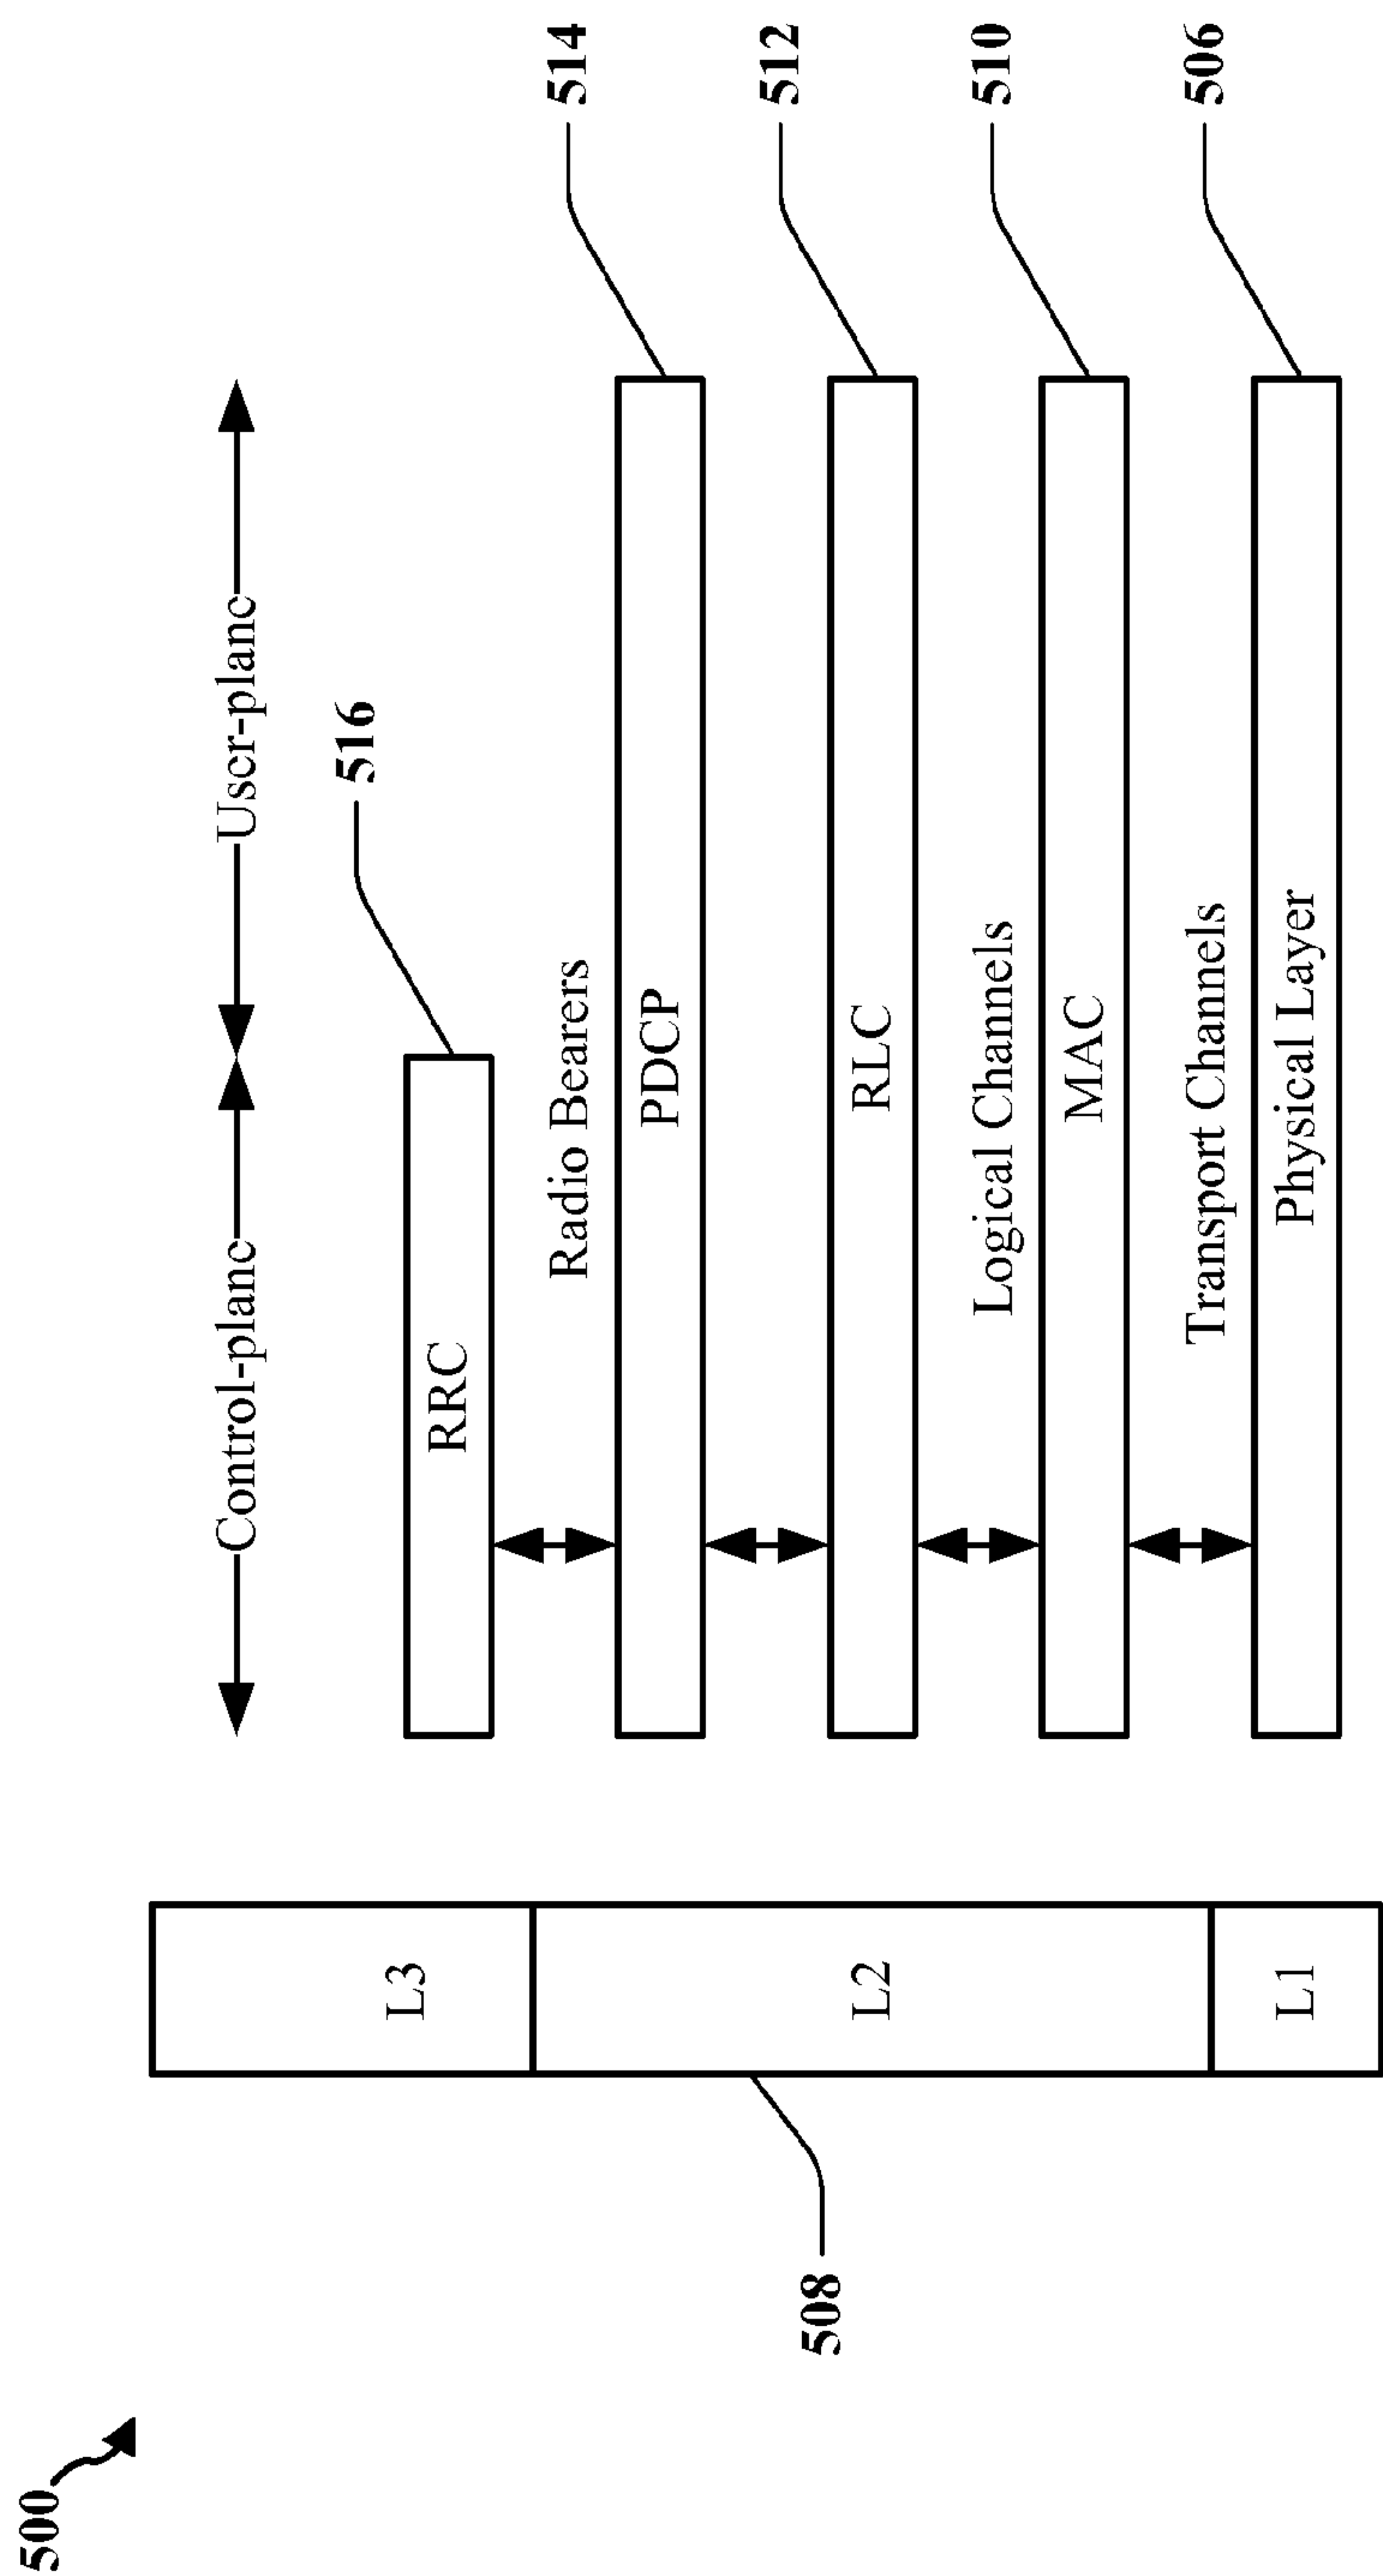 500
Control-plane
User-plane
516
RRC
L3
Radio Bearers
514
PDCP
512
RLC
L2
508
Logical Channels
510
MAC
Transport Channels
506
Physical Layer
L1